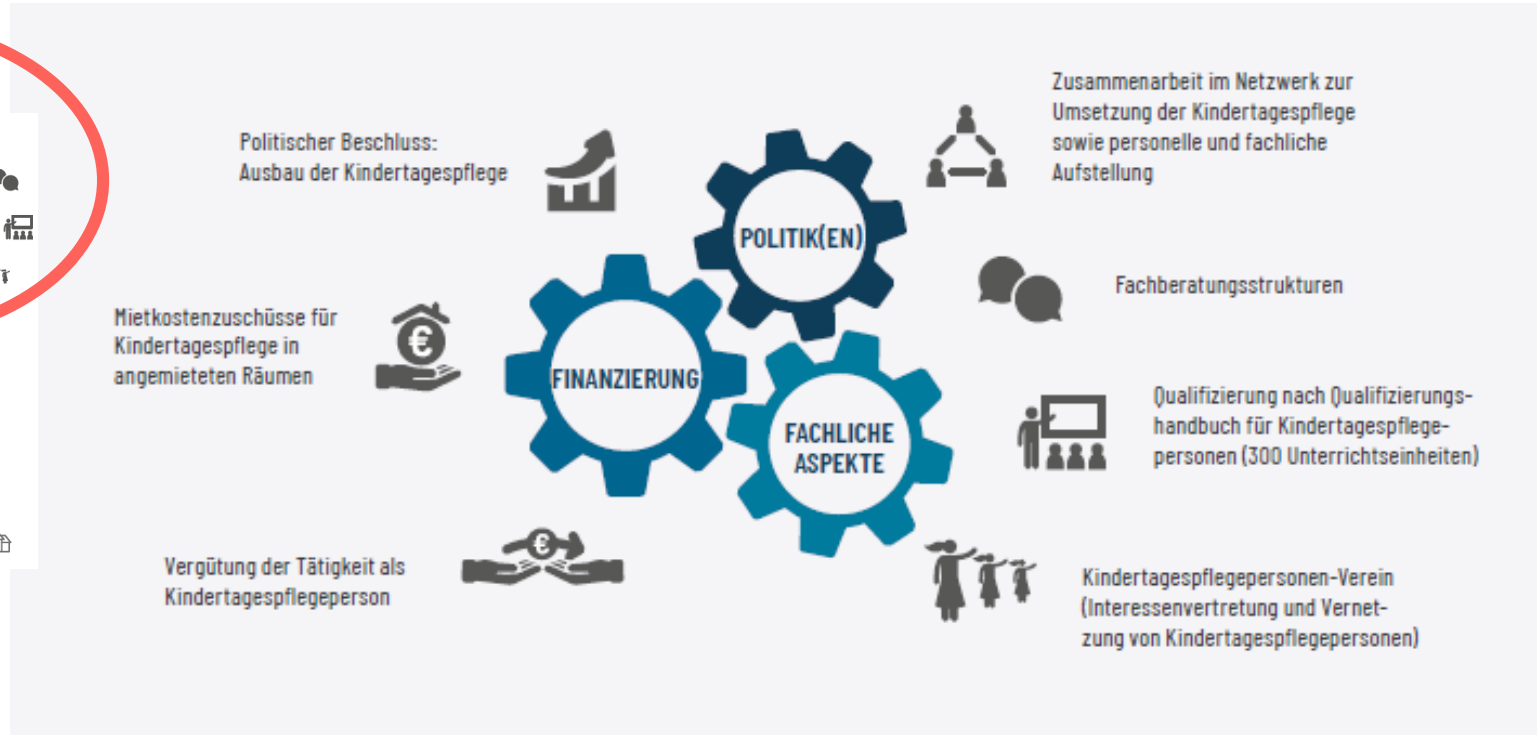 Politischer Beschluss:
Ausbau der Kindertagespflege
Mietkostenzuschüsse für
Kindertagespflege in
angemieteten Räumen
Vergütung der Tätigkeit als
Kindertagespflegeperson
POLITIK(EN)
FINANZIERUNG
FACHLICHE
ASPEKTE
Zusammenarbeit im Netzwerk zur
Umsetzung der Kindertagespflege
sowie personelle und fachliche
Aufstellung
Fachberatungsstrukturen
Qualifizierung nach Qualifizierungs-
handbuch für Kindertagespflege-
personen (300 Unterrichtseinheiten)
Kindertagespflegepersonen-Verein
(Interessenvertretung und Vernet-
zung von Kindertagespflegepersonen)
€
€